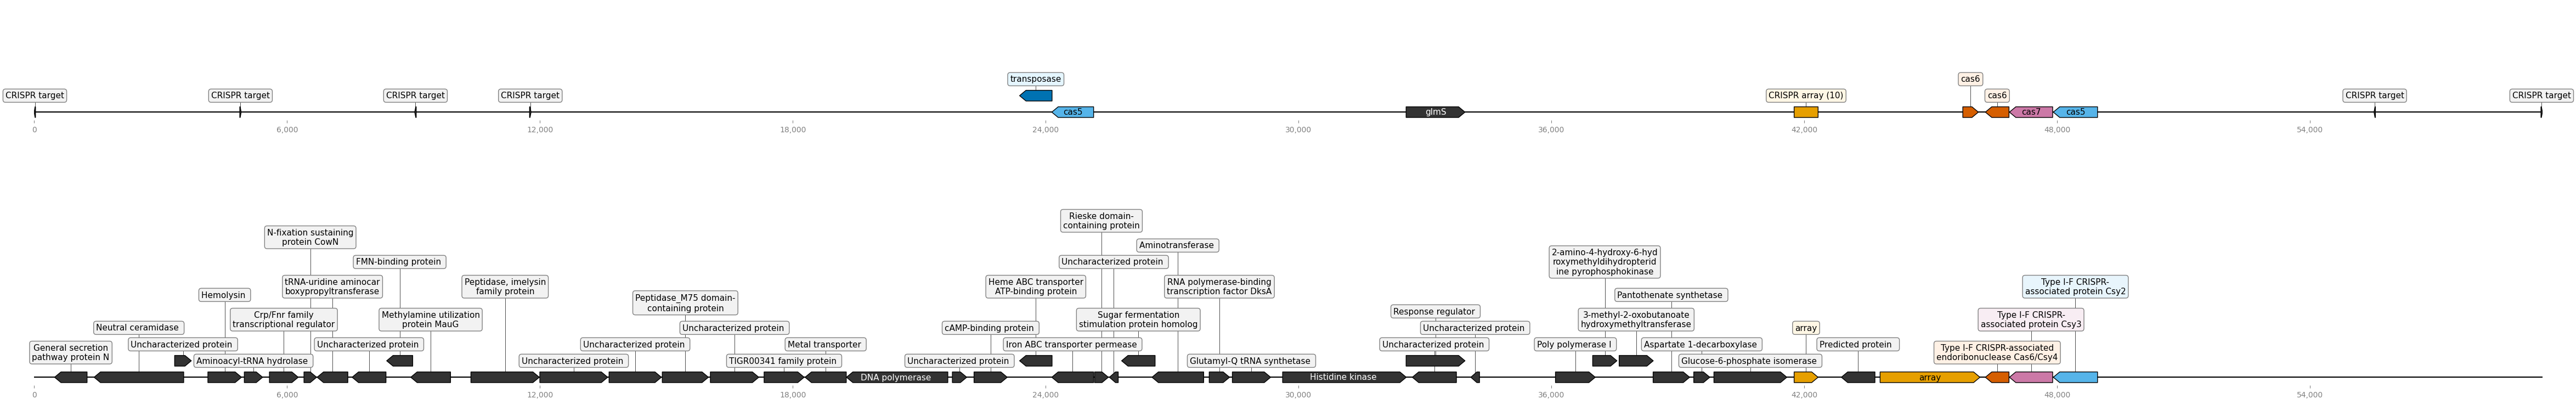 transposase
cas6
CRISPR target
CRISPR target
CRISPR target
CRISPR target
CRISPR array (10)
cas6
CRISPR target
CRISPR target
cas5
glmS
cas7
cas5
0
6,000
12,000
18,000
24,000
30,000
36,000
42,000
48,000
54,000
Rieske domain-
containing protein
N-fixation sustaining
protein CowN
Aminotransferase
FMN-binding protein
Uncharacterized protein
2-amino-4-hydroxy-6-hyd
roxymethyldihydropterid
ine pyrophosphokinase
tRNA-uridine aminocar
boxypropyltransferase
Peptidase, imelysin
family protein
Heme ABC transporter
ATP-binding protein
RNA polymerase-binding
transcription factor DksA
Type I-F CRISPR-
associated protein Csy2
Hemolysin
Peptidase_M75 domain-
containing protein
Pantothenate synthetase
Crp/Fnr family
transcriptional regulator
Methylamine utilization
protein MauG
Sugar fermentation
stimulation protein homolog
Response regulator
3-methyl-2-oxobutanoate
hydroxymethyltransferase
Type I-F CRISPR-
associated protein Csy3
Neutral ceramidase
Uncharacterized protein
cAMP-binding protein
Uncharacterized protein
array
General secretion
pathway protein N
Uncharacterized protein
Uncharacterized protein
Uncharacterized protein
Metal transporter
Iron ABC transporter permease
Uncharacterized protein
Poly polymerase I
Aspartate 1-decarboxylase
Predicted protein
Type I-F CRISPR-associated
endoribonuclease Cas6/Csy4
Aminoacyl-tRNA hydrolase
Uncharacterized protein
TIGR00341 family protein
Uncharacterized protein
Glutamyl-Q tRNA synthetase
Glucose-6-phosphate isomerase
DNA polymerase
Histidine kinase
array
0
6,000
12,000
18,000
24,000
30,000
36,000
42,000
48,000
54,000